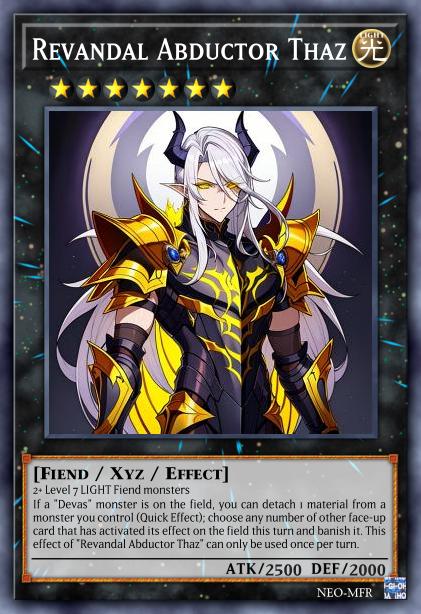 REVANDAL ABDUCTOR THAZ
LIGHT
光
[FIEND / XYZ / EFFECT]
2+ Level 7 LIGHT Fiend monsters
If a "Devas" monster is on the field, you can detach 1 material from a
monster you control (Quick Effect); choose any number of other face-up
card that has activated its effect on the field this turn and banish it. This
effect of "Revandal Abductor Thaz" can only be used once per turn.
ATK/2500 DEF/2000
NEO-MFR